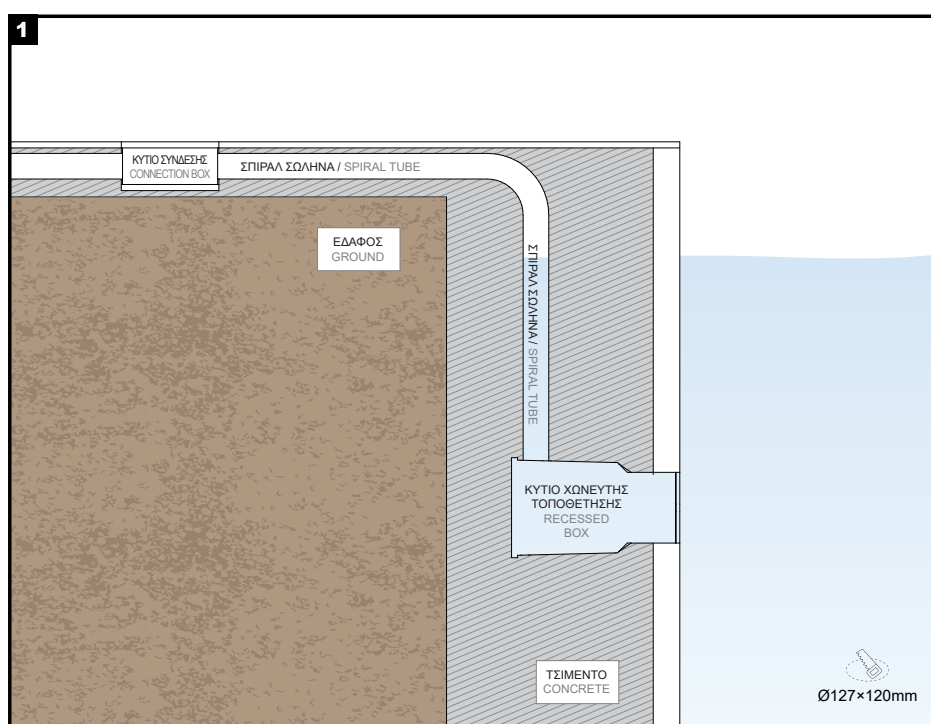 1
ΚΥΤΙΟ ΣΥΝΔΕΣΗΣ
CONNECTION BOX
ΣΠΙΡΑΛ ΣΩΛΗΝΑ / SPIRAL TUBE
ΕΔΑΦΟΣ
GROUND
ΣΠΙΡΑΛ ΣΩΛΗΝΑ / SPIRAL TUBE
ΚΥΤΙΟ ΧΩΝΕΥΤΗΣ
ΤΟΠΟΘΕΤΗΣΗΣ
RECESSED
BOX
ΤΣΙΜΕΝΤΟ
CONCRETE
Ø127×120mm